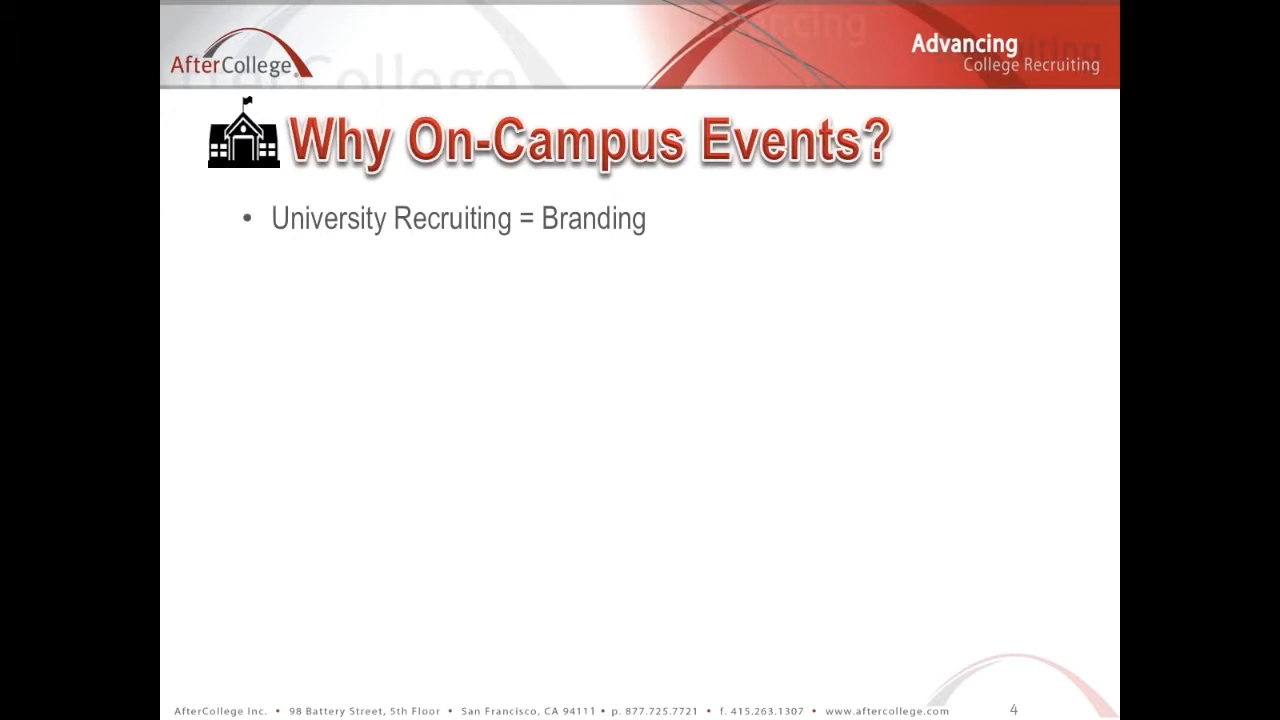 AfterCollege
Advancing
College Recruiting
Why On-Campus Events?
• University Recruiting = Branding
AfterCollege Inc. • 98 Battery Street, 5th Floor • San Francisco, CA 94111 • p. 877.725.7721 • f. 415.263.1307 • www.aftercollege.com
4